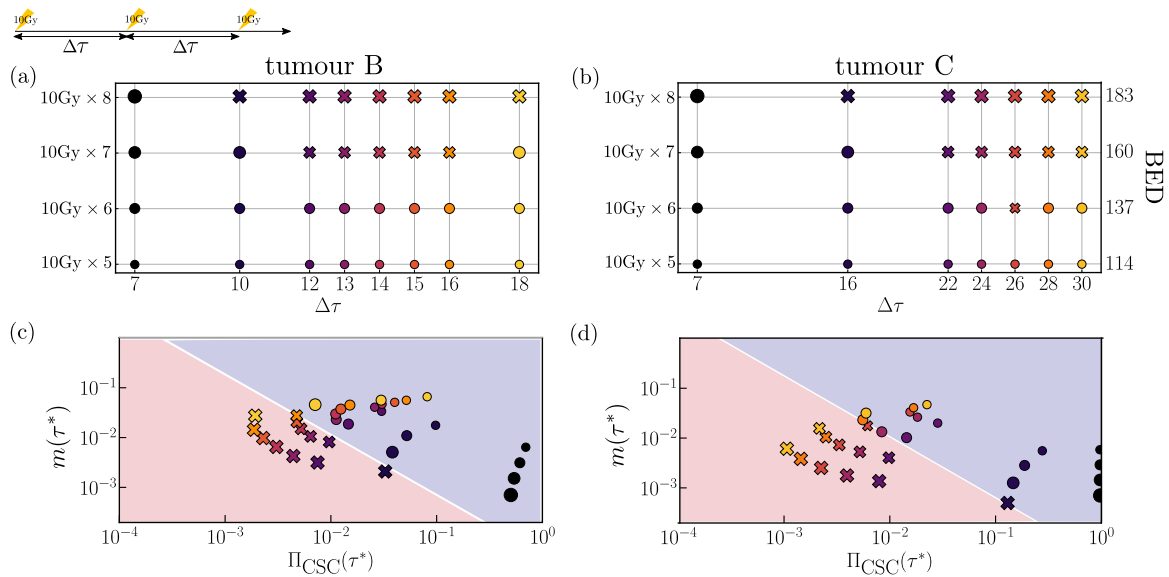 10Gy 10Gy 10Gy
Δτ Δτ
(a) tumour B
10Gy × 8
10Gy × 7
10Gy × 6
10Gy × 5
7 10 12 13 14 15 16 18
Δτ
(b) tumour C
10Gy × 8 183
10Gy × 7 160
10Gy × 6 137
10Gy × 5 114
BED
7 16 22 24 26 28 30
Δτ
(c)
m(τ*)
10⁻¹
10⁻²
10⁻³
10⁻⁴ 10⁻³ 10⁻² 10⁻¹ 10⁰
Π_CSC(τ*)
(d)
m(τ*)
10⁻¹
10⁻²
10⁻³
10⁻⁴ 10⁻³ 10⁻² 10⁻¹ 10⁰
Π_CSC(τ*)